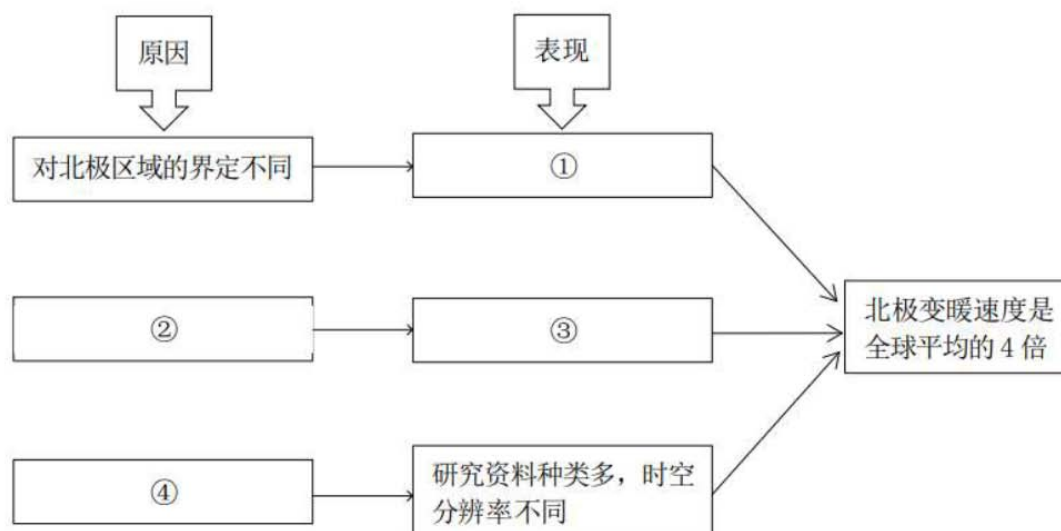 原因
表现
对北极区域的界定不同
①
②
③
北极变暖速度是
全球平均的4倍
④
研究资料种类多，时空
分辨率不同